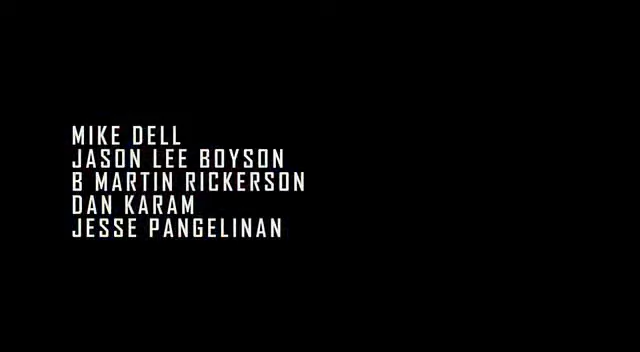 MIKE DELL
JASON LEE BOYSON
B MARTIN RICKERSON
DAN KARAM
JESSE PANGELINAN